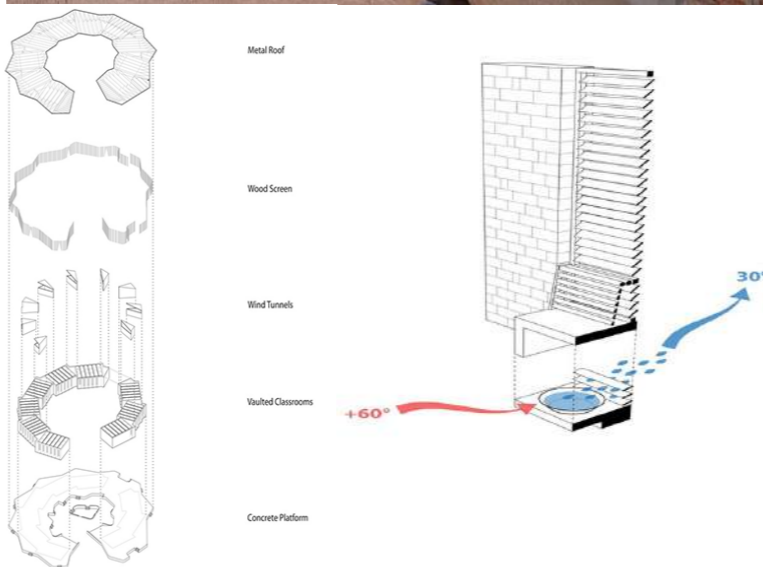 Metal Roof
Wood Screen
30°
Wind Tunnels
Vaulted Classrooms
+60°
Concrete Platform